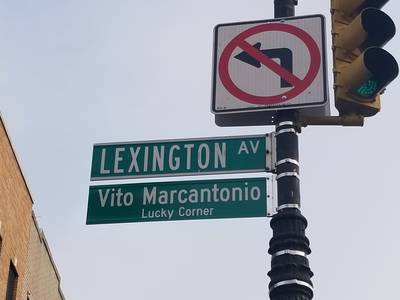 LEXINGTON AV
Vito Marcantonio
Lucky Corner